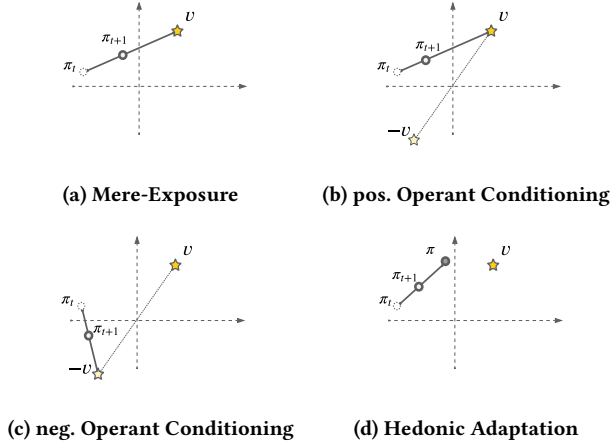 v
π_{t+1}
π_t
(a) Mere-Exposure
v
π_{t+1}
π_t
−v
(b) pos. Operant Conditioning
v
π_t
π_{t+1}
−v
(c) neg. Operant Conditioning
π
v
π_{t+1}
π_t
(d) Hedonic Adaptation